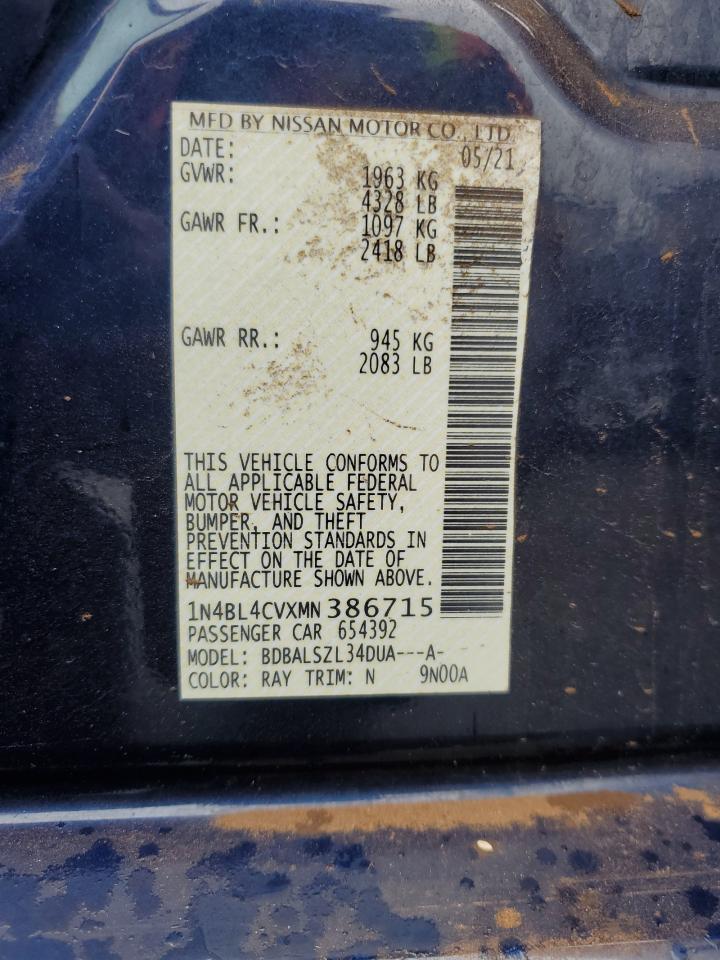 MFD BY NISSAN MOTOR CO., LTD.
DATE: 05/21
GVWR: 1963 KG
4328 LB
GAWR FR.: 1097 KG
2418 LB
GAWR RR.: 945 KG
2083 LB
THIS VEHICLE CONFORMS TO
ALL APPLICABLE FEDERAL
MOTOR VEHICLE SAFETY,
BUMPER, AND THEFT
PREVENTION STANDARDS IN
EFFECT ON THE DATE OF
MANUFACTURE SHOWN ABOVE.
1N4BL4CVXMN 386715
PASSENGER CAR 654392
MODEL: BDBALSZL34DUA---A- - - -
COLOR: RAY TRIM: N 9N00A